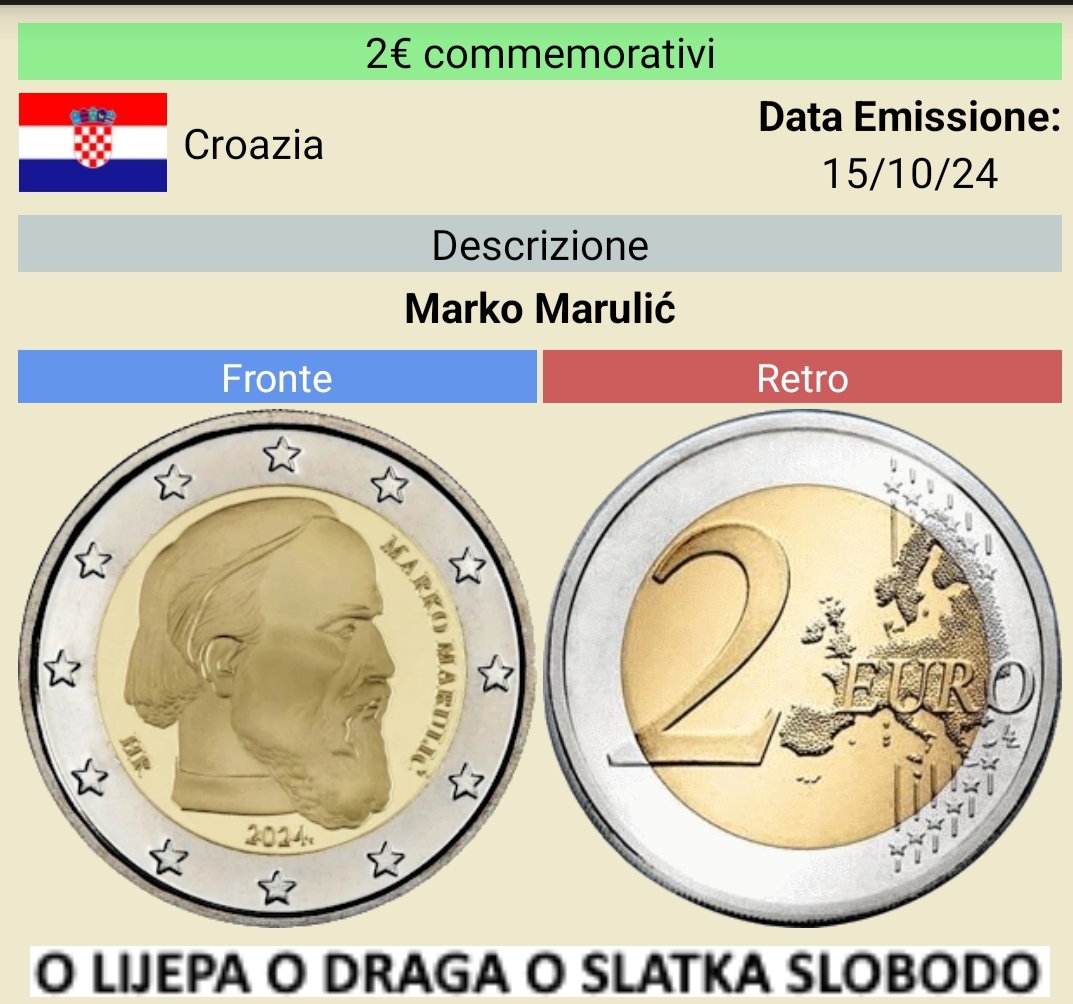 2€ commemorativi
Croazia
Data Emissione:
15/10/24
Descrizione
Marko Marulić
Fronte
Retro
MARKO MARULIĆ
HR
2024.
2
EURO
O LIJEPA O DRAGA O SLATKA SLOBODO